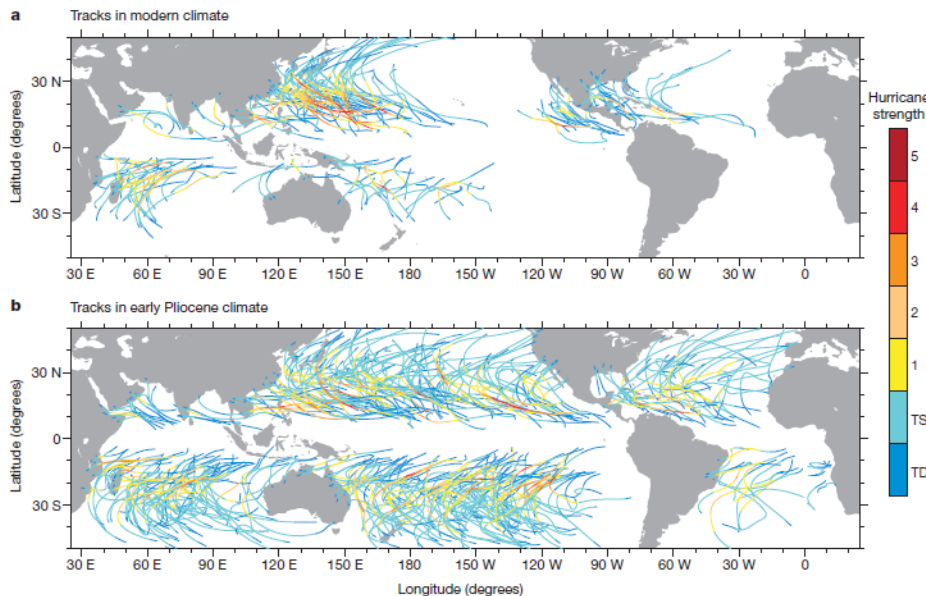 a Tracks in modern climate
30 N
0
30 S
Latitude (degrees)
30 E 60 E 90 E 120 E 150 E 180 150 W 120 W 90 W 60 W 30 W 0
b Tracks in early Pliocene climate
30 N
0
30 S
Latitude (degrees)
30 E 60 E 90 E 120 E 150 E 180 150 W 120 W 90 W 60 W 30 W 0
Longitude (degrees)
Hurricane
strength
5
4
3
2
1
TS
TD